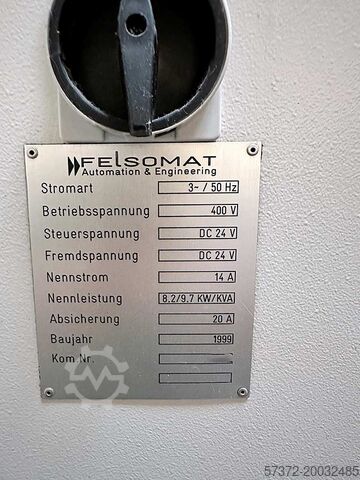 FELSOMAT
Automation & Engineering
Stromart 3~ / 50 Hz
Betriebsspannung 400 V
Steuerspannung DC 24 V
Fremdspannung DC 24 V
Nennstrom 14 A
Nennleistung 8.2/9.7 KW/KVA
Absicherung 20 A
Baujahr 1999
Kom Nr.
57372-20032485